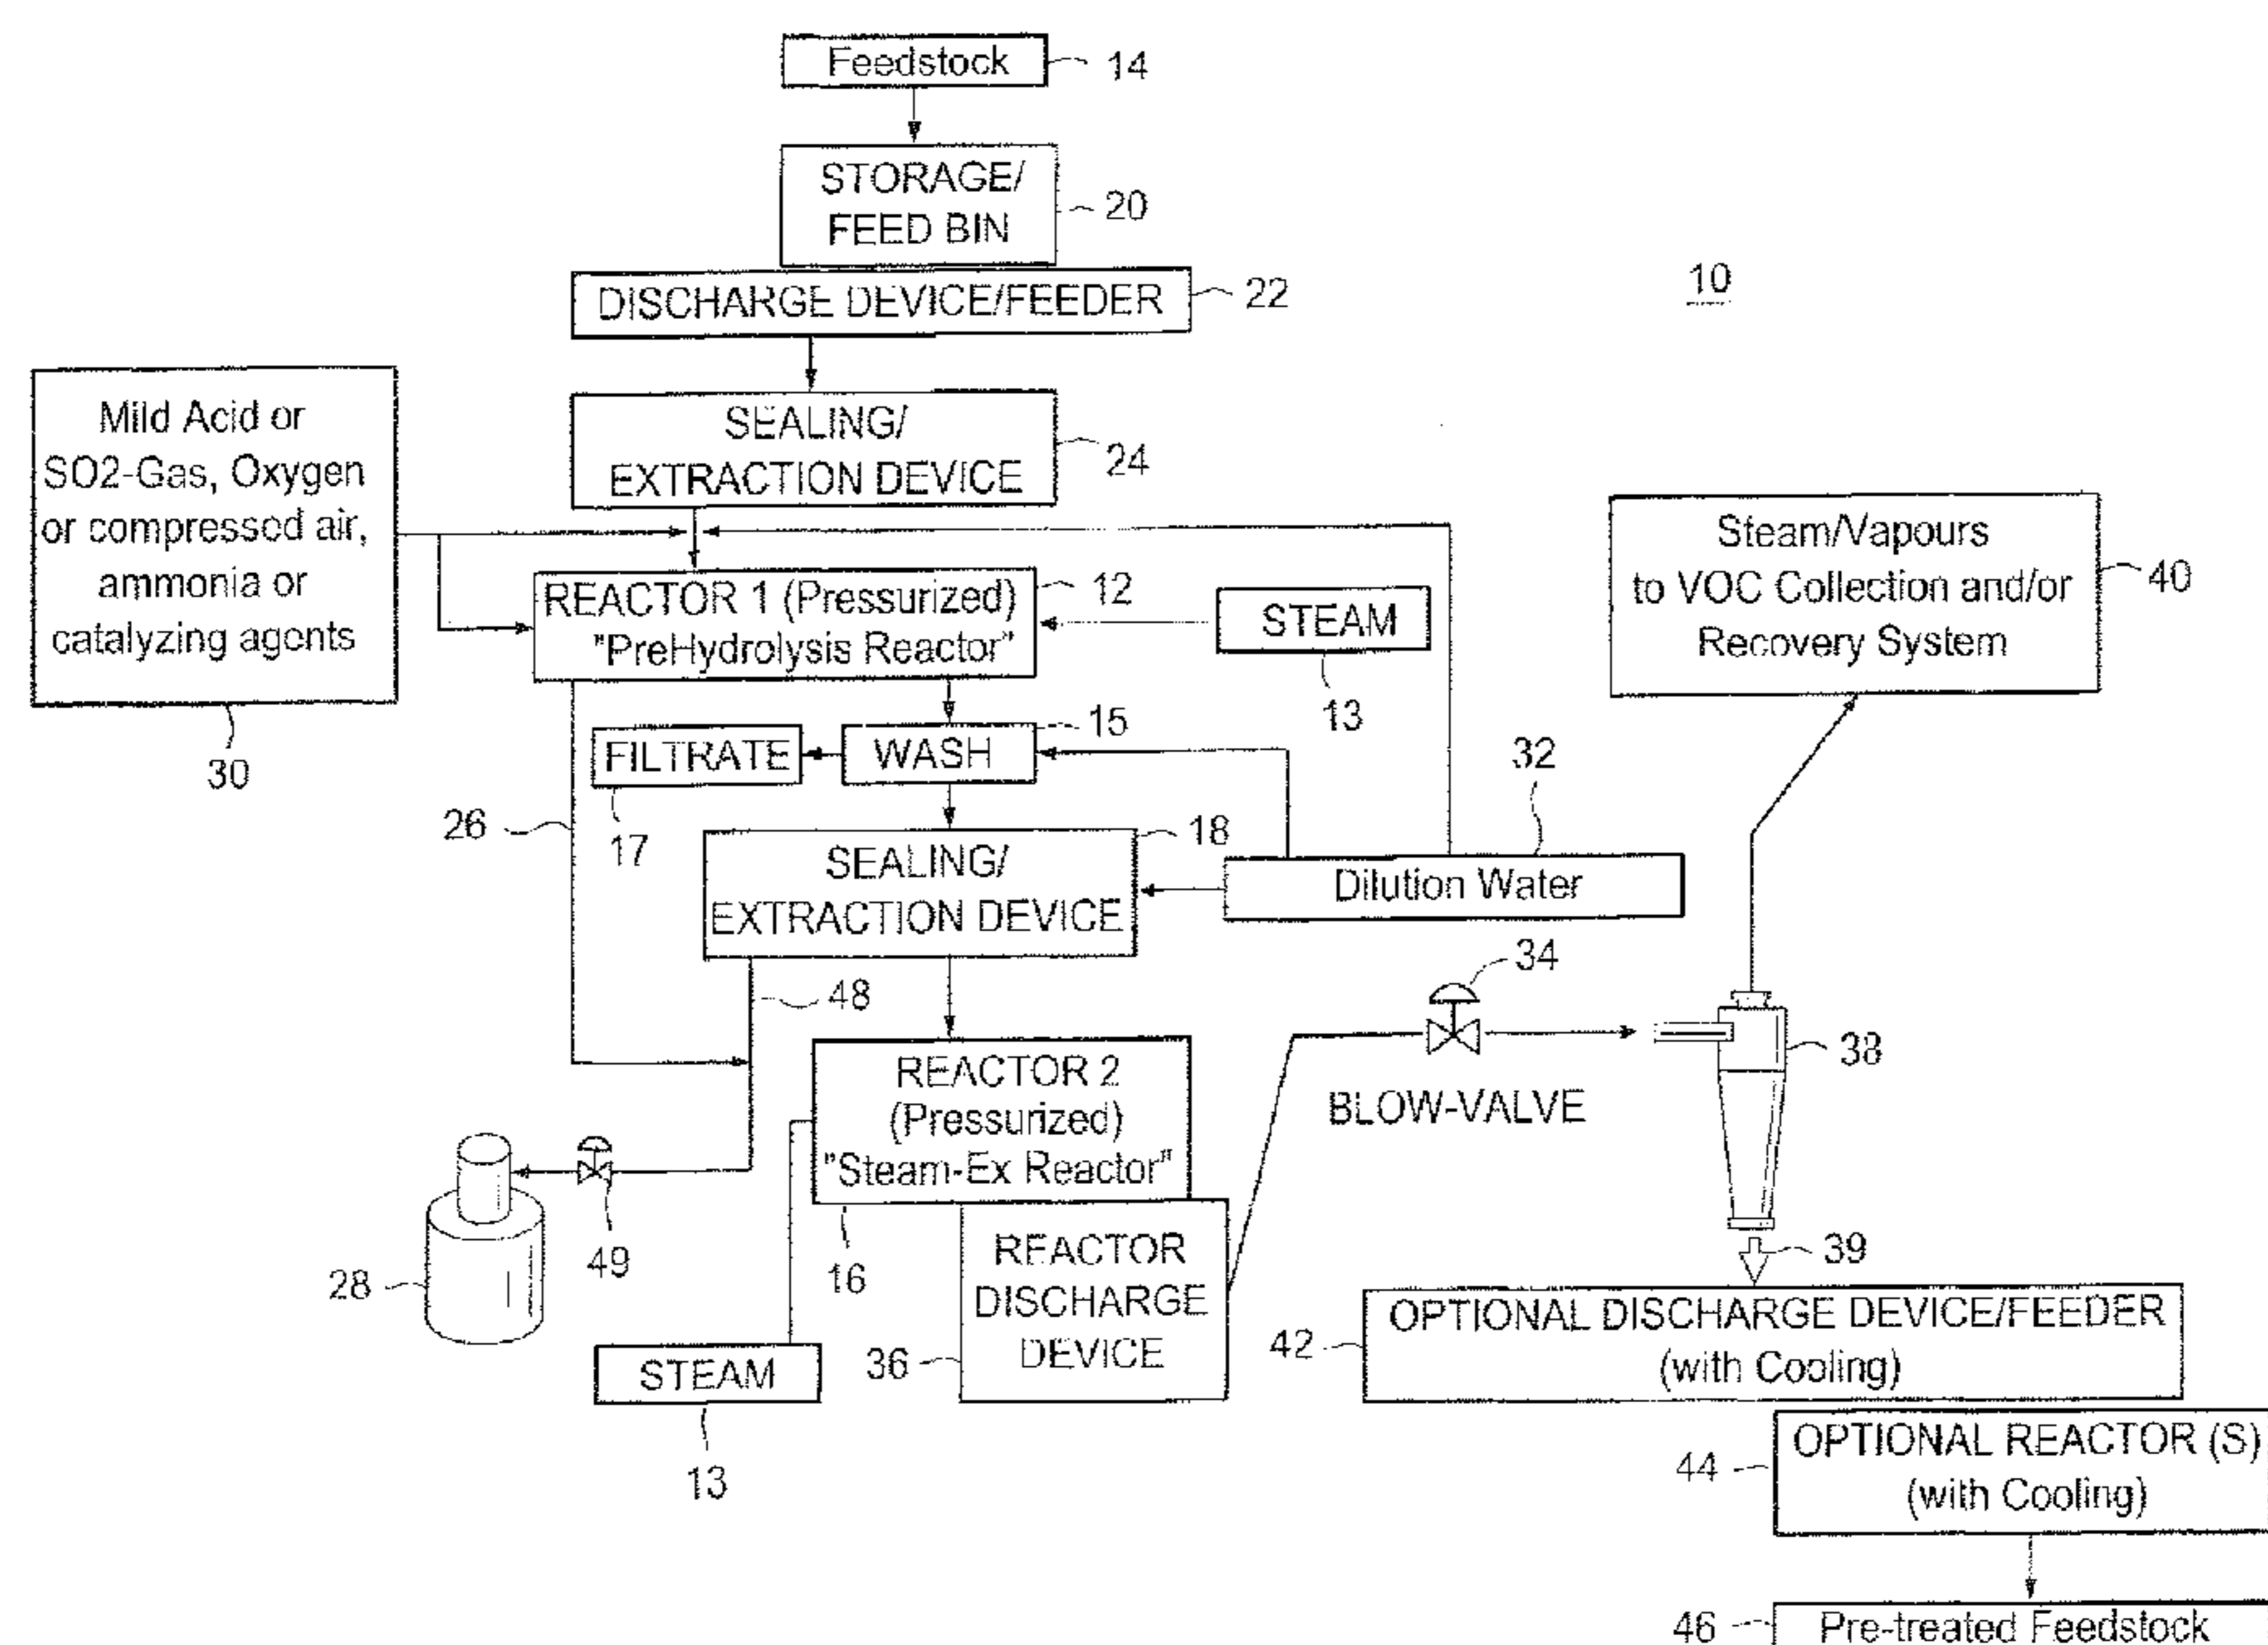 Feedstock
14
STORAGE/
FEED BIN
20
DISCHARGE DEVICE/FEEDER
22
10
SEALING/
EXTRACTION DEVICE
24
Mild Acid or
SO2-Gas, Oxygen
or compressed air,
ammonia or
catalyzing agents
30
REACTOR 1 (Pressurized)
"PreHydrolysis Reactor"
12
STEAM
13
Steam/Vapours
to VOC Collection and/or
Recovery System
40
FILTRATE
17
WASH
15
26
32
Dilution Water
SEALING/
EXTRACTION DEVICE
18
48
34
BLOW-VALVE
38
REACTOR 2
(Pressurized)
"Steam-Ex Reactor"
16
49
28
STEAM
13
REACTOR
DISCHARGE
DEVICE
36
39
OPTIONAL DISCHARGE DEVICE/FEEDER
(with Cooling)
42
OPTIONAL REACTOR (S)
(with Cooling)
44
46
Pre-treated Feedstock